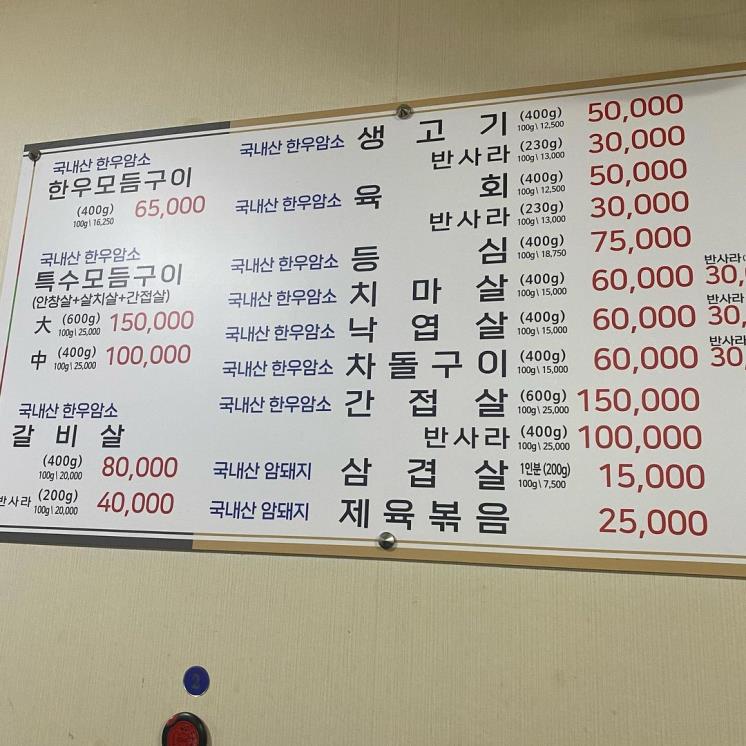 국내산 한우암소
한우모듬구이
(400g) 65,000
100g\ 16,250
국내산 한우암소
특수모듬구이
(안창살+살치살+간접살)
大 (600g) 150,000
100g\ 25,000
中 (400g) 100,000
100g\ 25,000
국내산 한우암소
갈비살
(400g) 80,000
100g\ 20,000
반사라 (200g) 40,000
100g\ 20,000
국내산 한우암소 생고기 (400g) 50,000
100g\ 12,500
반사라 (230g) 30,000
100g\ 13,000
국내산 한우암소 육회 (400g) 50,000
100g\ 12,500
반사라 (230g) 30,000
100g\ 13,000
국내산 한우암소 등심 (400g) 75,000
100g\ 18,750
국내산 한우암소 치마살 (400g) 60,000 반사라 30,
100g\ 15,000
국내산 한우암소 낙엽살 (400g) 60,000 반사라 30,
100g\ 15,000
국내산 한우암소 차돌구이 (400g) 60,000 반사라 30,
100g\ 15,000
국내산 한우암소 간접살 (600g) 150,000
100g\ 25,000
반사라 (400g) 100,000
100g\ 25,000
국내산 암돼지 삼겹살 1인분 (200g) 15,000
100g\ 7,500
국내산 암돼지 제육볶음 25,000
2